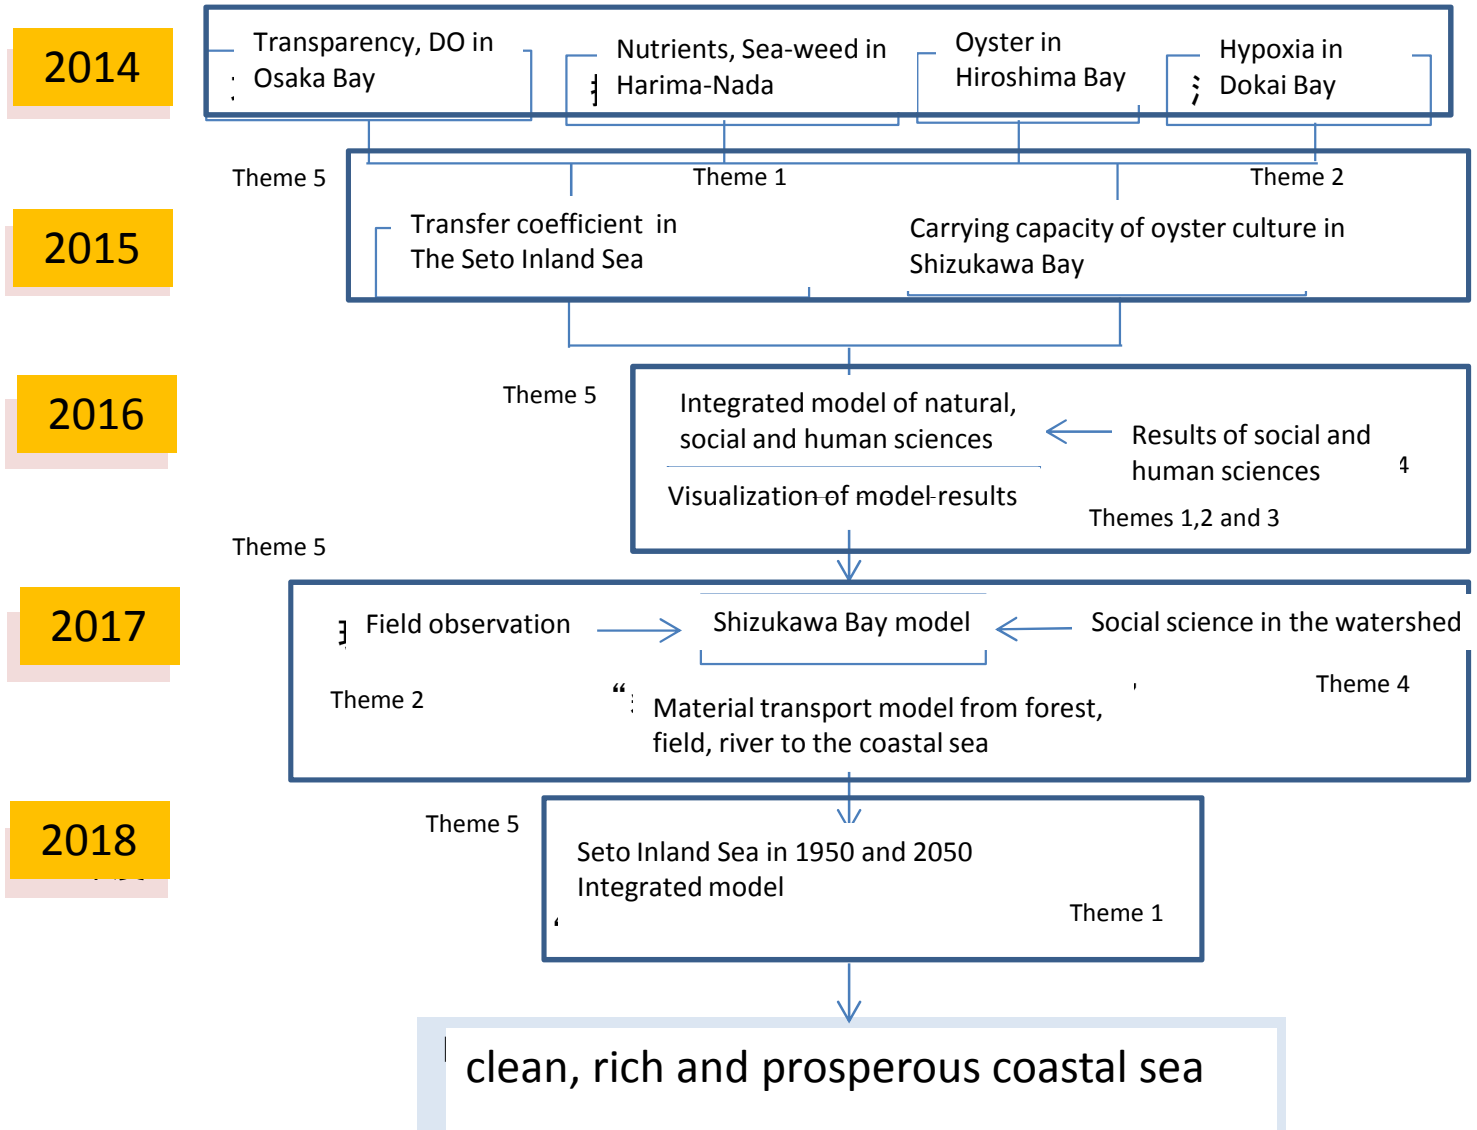 2014
Transparency, DO in
Osaka Bay
Nutrients, Sea-weed in
Harima-Nada
Oyster in
Hiroshima Bay
Hypoxia in
Dokai Bay
2015
Theme 5
Theme 1
Theme 2
Transfer coefficient in
The Seto Inland Sea
Carrying capacity of oyster culture in
Shizukawa Bay
2016
Theme 5
Integrated model of natural,
social and human sciences
Results of social and
human sciences
4
Visualization of model results
Themes 1,2 and 3
Theme 5
2017
Field observation
Shizukawa Bay model
Social science in the watershed
Theme 2
Theme 4
“
Material transport model from forest,
field, river to the coastal sea
2018
Theme 5
Seto Inland Sea in 1950 and 2050
Integrated model
Theme 1
clean, rich and prosperous coastal sea